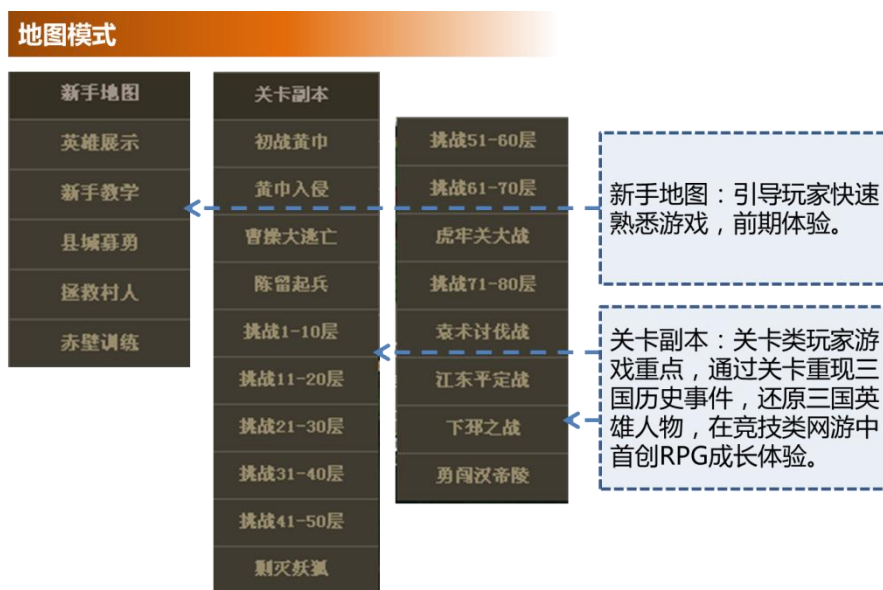 地图模式
新手地图
英雄展示
新手教学
县城募勇
拯救村人
赤壁训练
关卡副本
初战黄巾
黄巾入侵
曹操大逃亡
陈留起兵
挑战1-10层
挑战11-20层
挑战21-30层
挑战31-40层
挑战41-50层
剿灭妖狐
挑战51-60层
挑战61-70层
虎牢关大战
挑战71-80层
袁术讨伐战
江东平定战
下邳之战
勇闯汉帝陵
新手地图：引导玩家快速
熟悉游戏，前期体验。
关卡副本：关卡类玩家游
戏重点，通过关卡重现三
国历史事件，还原三国英
雄人物，在竞技类网游中
首创RPG成长体验。